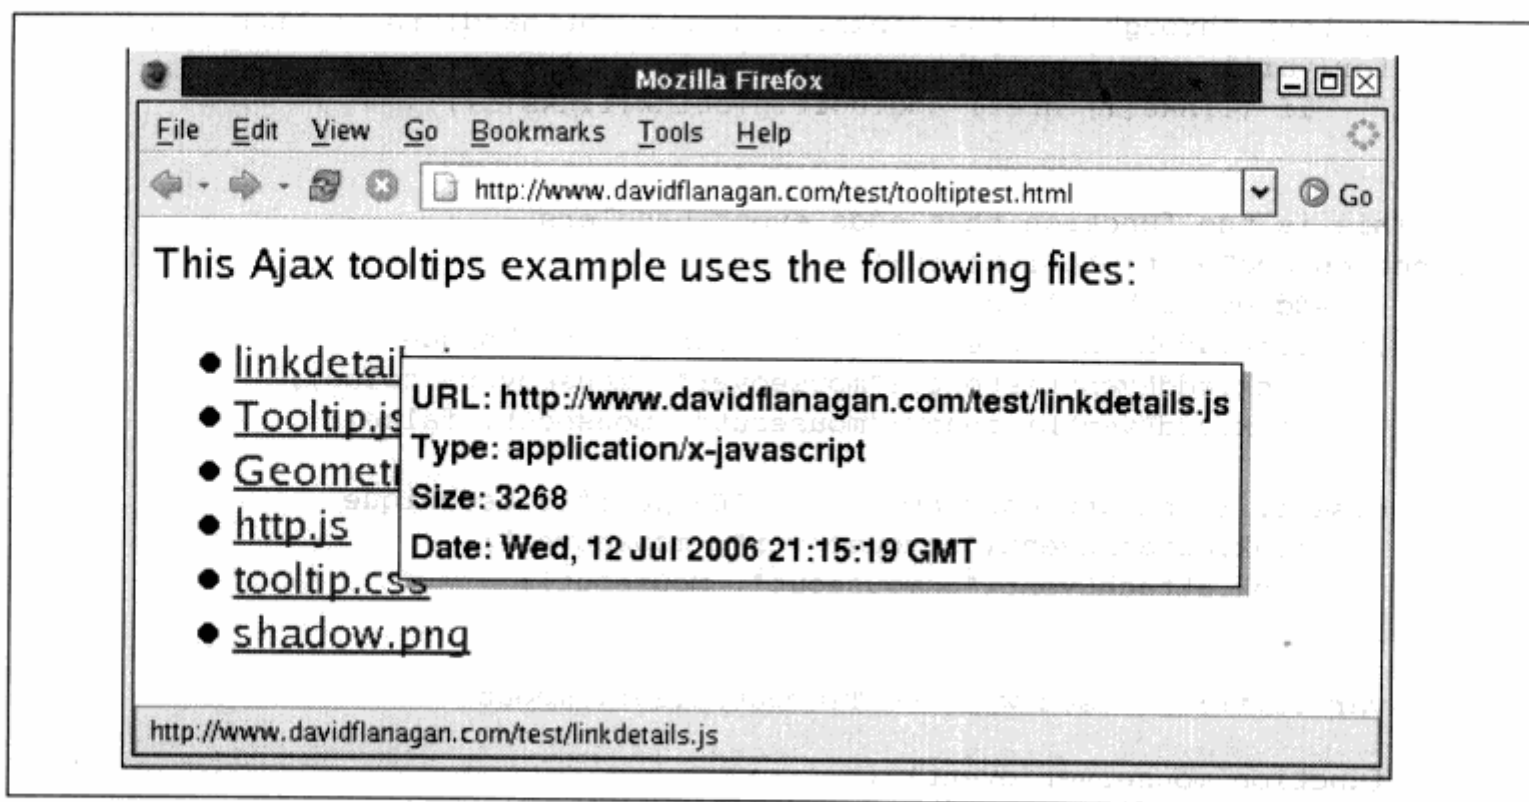 Mozilla Firefox
File Edit View Go Bookmarks Tools Help
http://www.davidflanagan.com/test/tooltiptest.html Go
This Ajax tooltips example uses the following files:
linkdetail
Tooltip.js
Geomet
http.js
tooltip.css
shadow.png
URL: http://www.davidflanagan.com/test/linkdetails.js
Type: application/x-javascript
Size: 3268
Date: Wed, 12 Jul 2006 21:15:19 GMT
http://www.davidflanagan.com/test/linkdetails.js